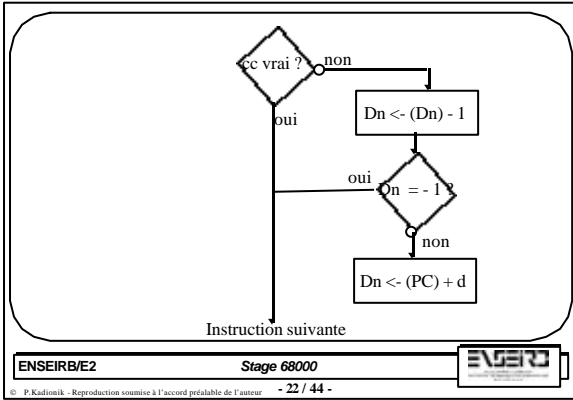 cc vrai ?
non
Dn <- (Dn) - 1
oui
oui
Dn = - 1 ?
non
Dn <- (PC) + d
Instruction suivante
ENSEIRB/E2
Stage 68000
ENSEIRB
© P.Kadionik - Reproduction soumise à l'accord préalable de l'auteur
- 22 / 44 -